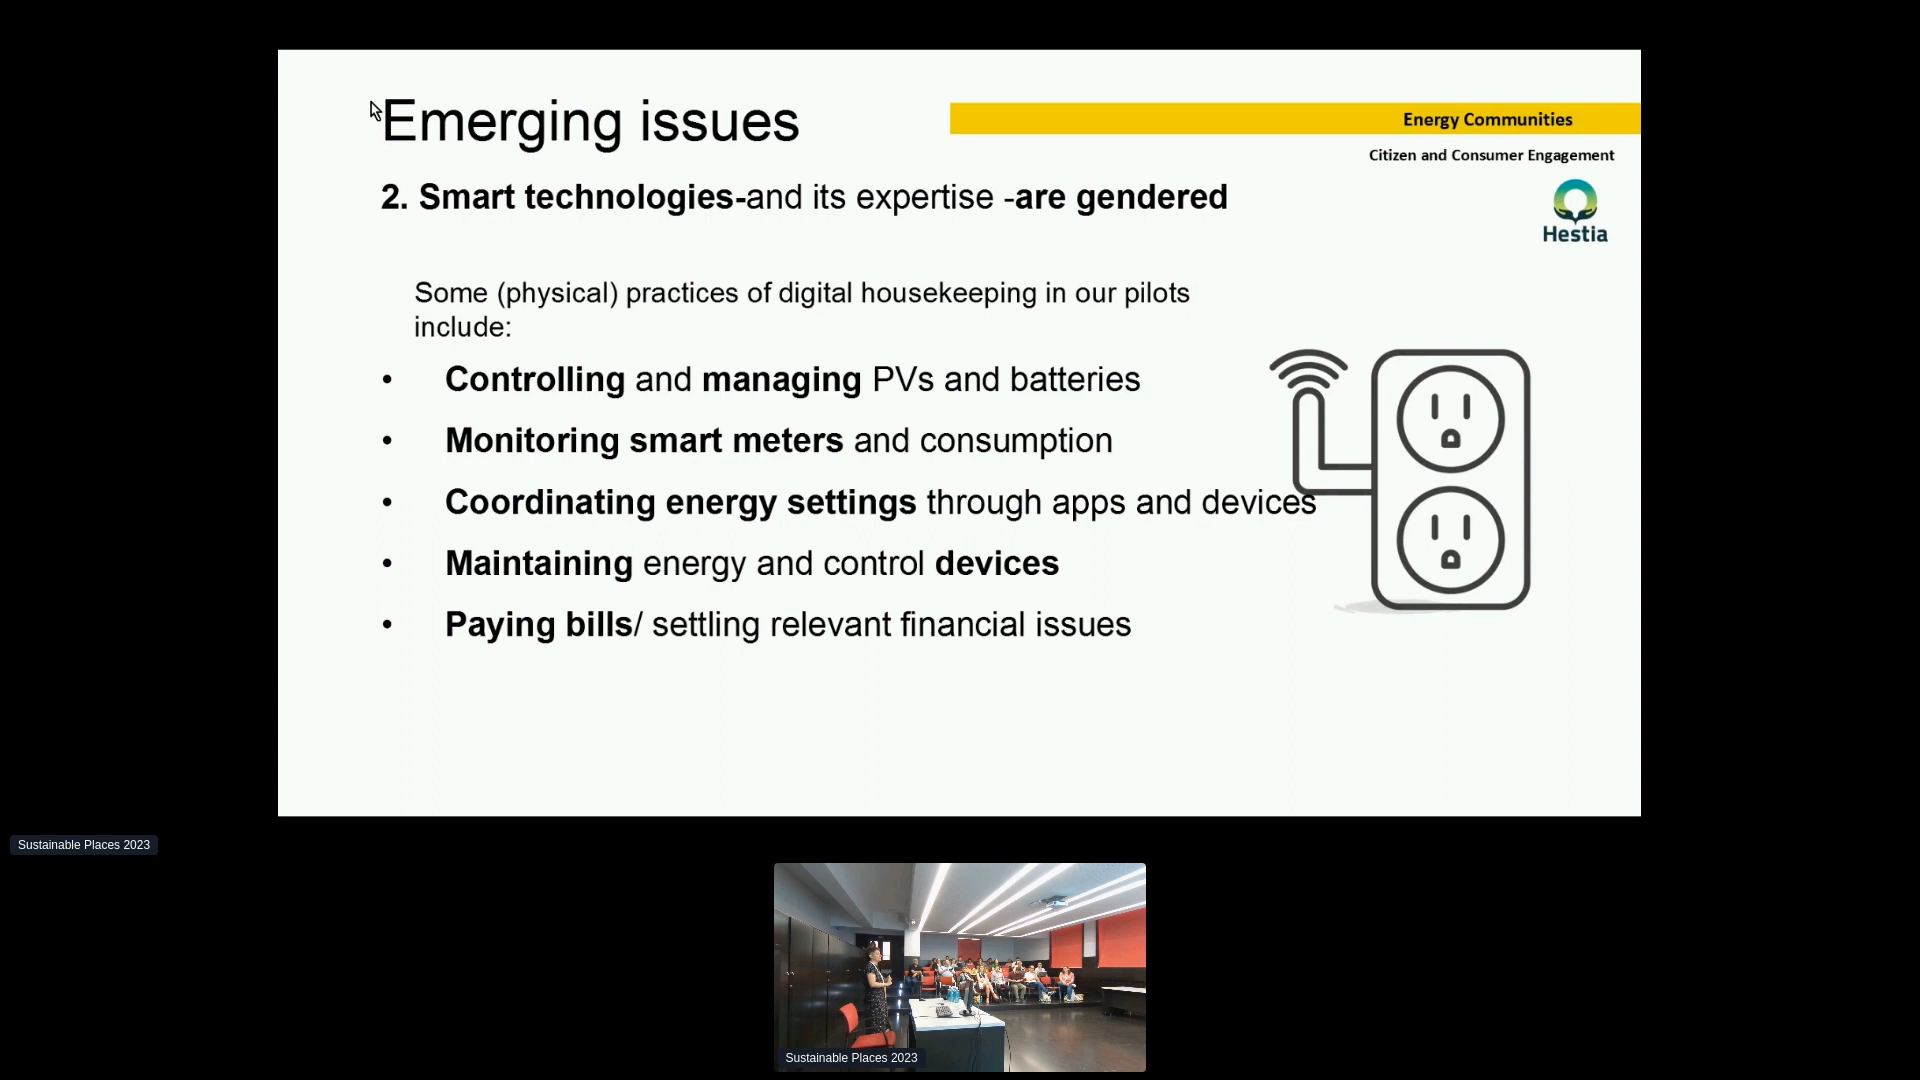 Emerging issues
Energy Communities
Citizen and Consumer Engagement
2. Smart technologies-and its expertise -are gendered
Hestia
Some (physical) practices of digital housekeeping in our pilots
include:
• Controlling and managing PVs and batteries
• Monitoring smart meters and consumption
• Coordinating energy settings through apps and devices
• Maintaining energy and control devices
• Paying bills/ settling relevant financial issues
Sustainable Places 2023
Sustainable Places 2023